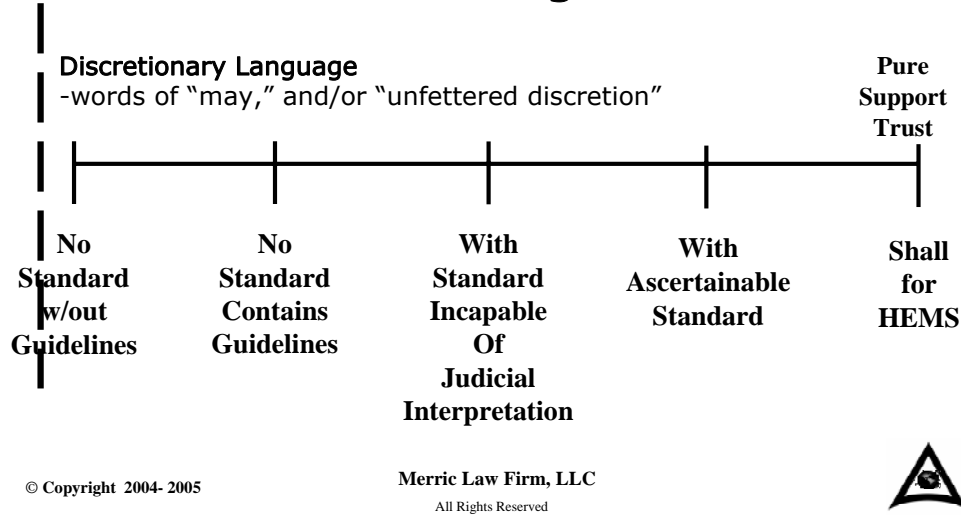 Discretionary Language
-words of “may,” and/or “unfettered discretion”
Pure
Support
Trust
No
Standard
w/out
Guidelines
No
Standard
Contains
Guidelines
With
Standard
Incapable
Of
Judicial
Interpretation
With
Ascertainable
Standard
Shall
for
HEMS
© Copyright 2004- 2005
Merric Law Firm, LLC
All Rights Reserved